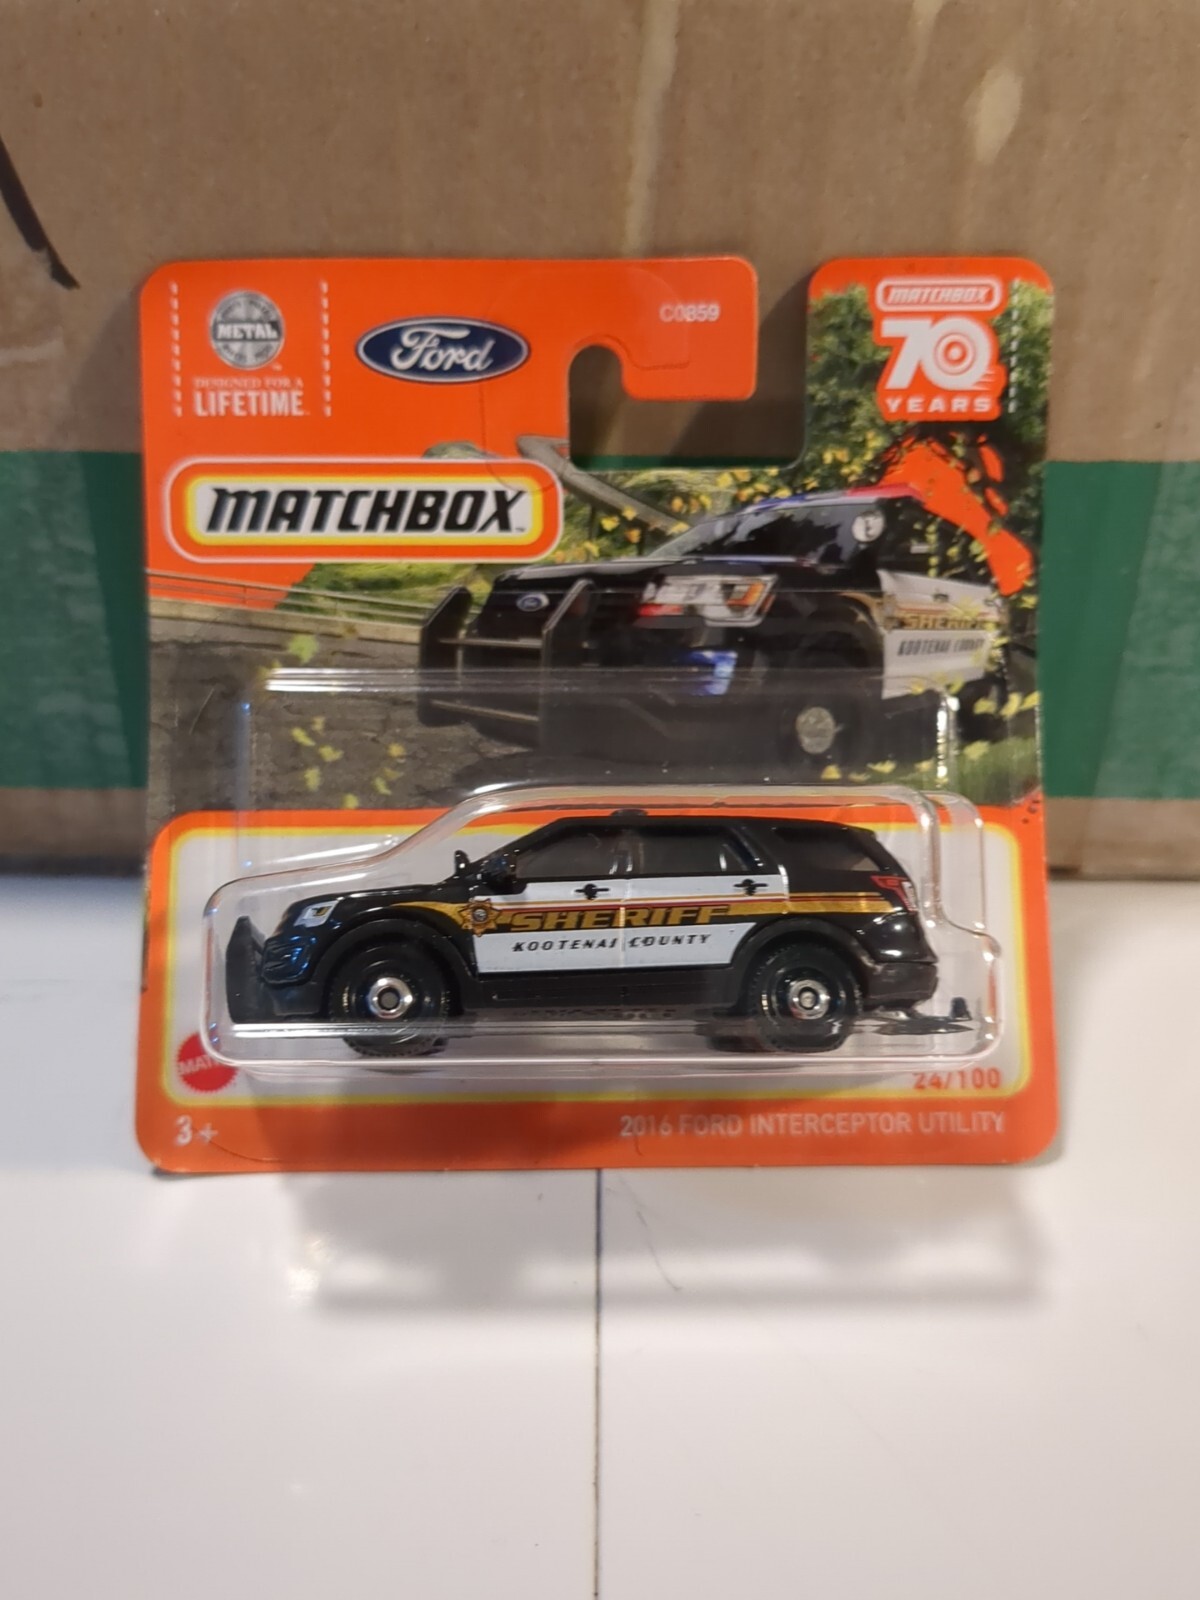 METAL
DESIGNED FOR A
LIFETIME
Ford
C0859
MATCHBOX
70
YEARS
MATCHBOX
Ford
SHERIFF
KOOTENAI COUNTY
SHERIFF
KOOTENAI COUNTY
24/100
3+
2016 FORD INTERCEPTOR UTILITY